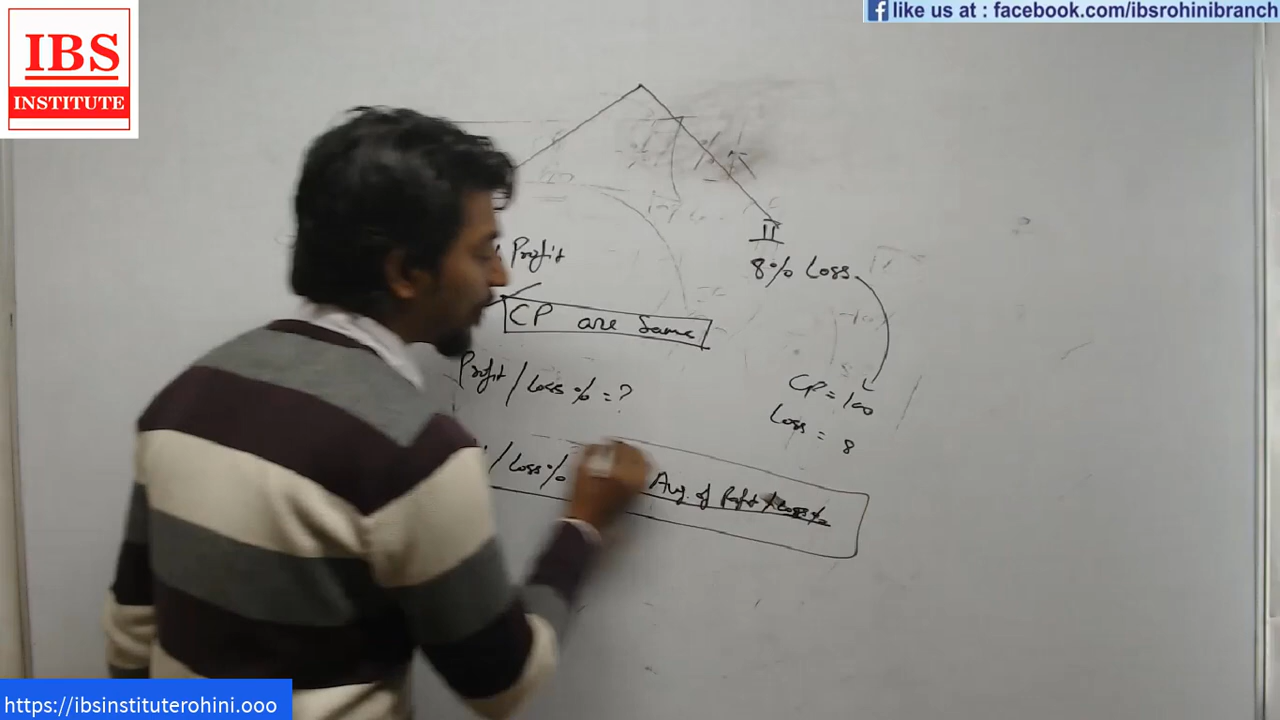 like us at : facebook.com/ibsrohinibranch
IBS
INSTITUTE
II
Profit
8% Loss
CP are Same
Profit / Loss % = ?
CP = 100
Loss = 8
/ Loss %
Avg. of Profit / Loss %
https://ibsinstituterohini.ooo